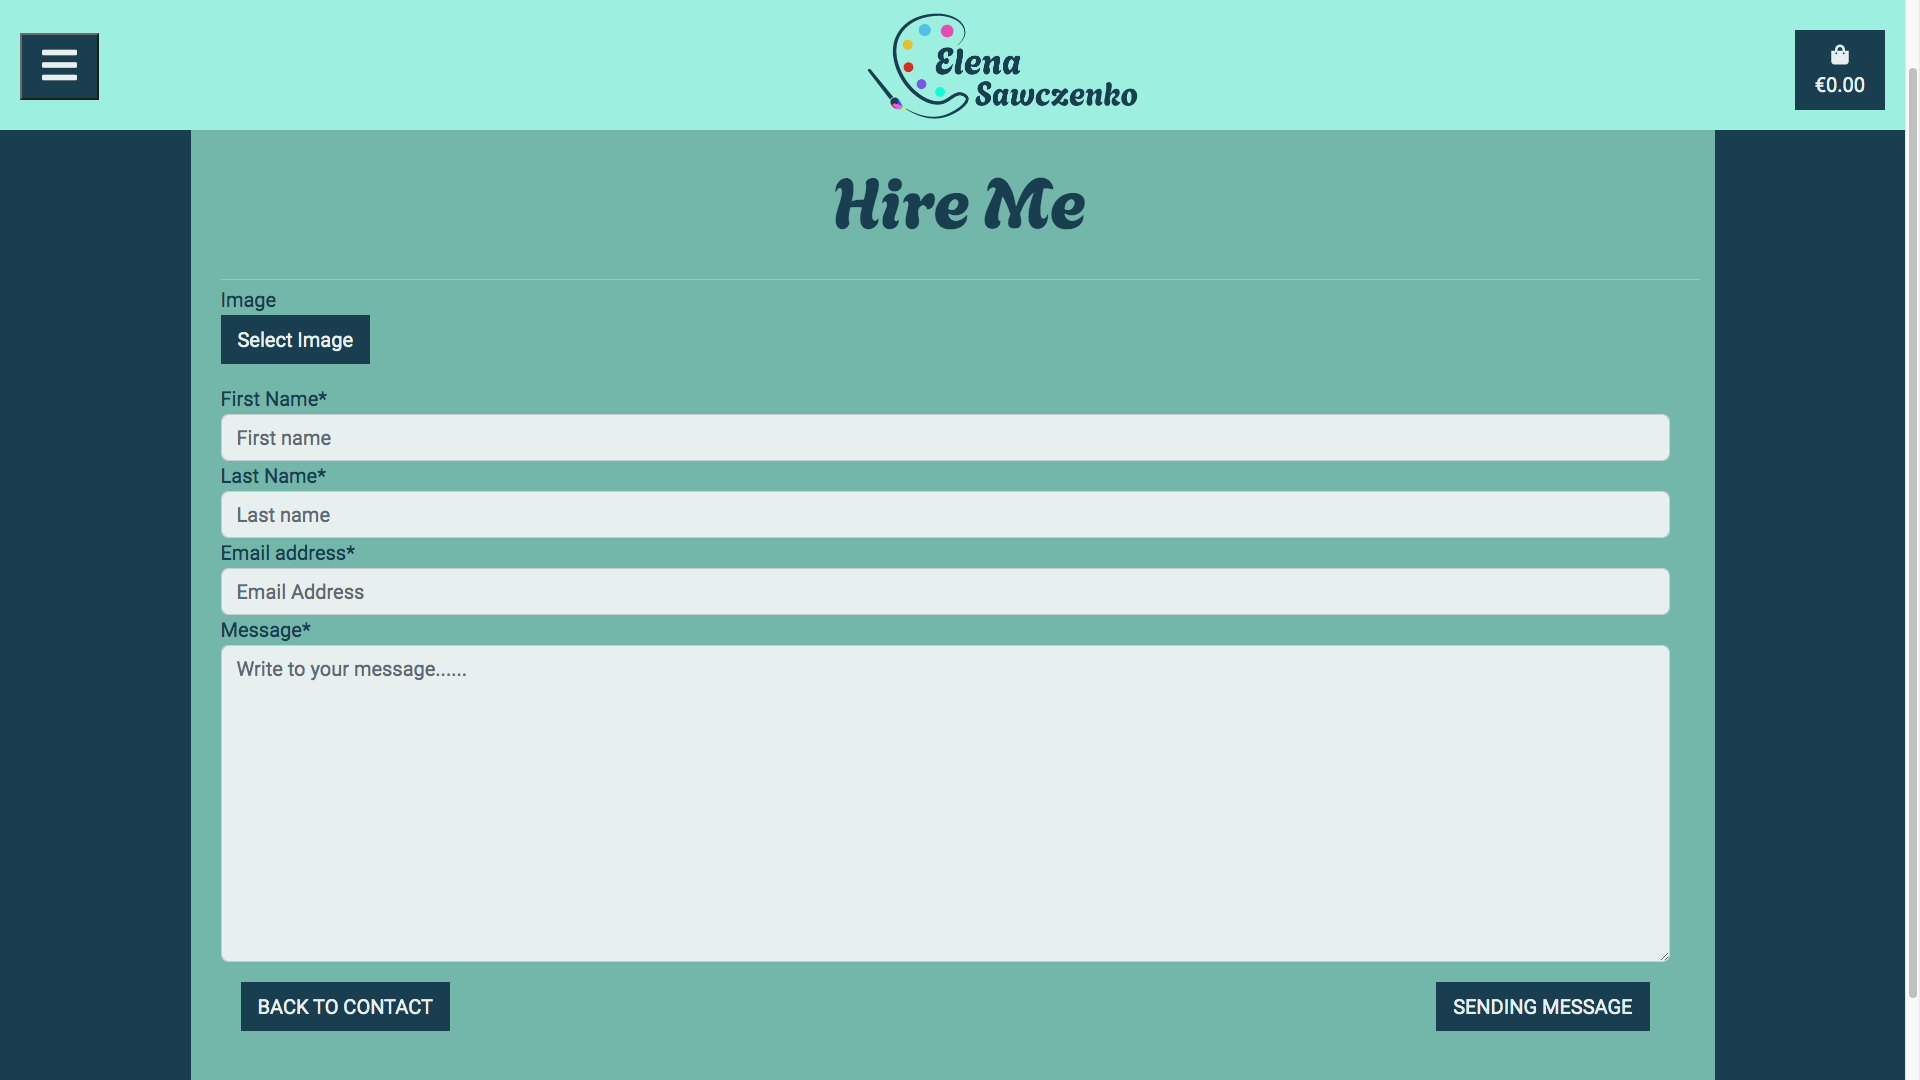 Elena
Sawczenko
€0.00
Hire Me
Image
Select Image
First Name*
First name
Last Name*
Last name
Email address*
Email Address
Message*
Write to your message......
BACK TO CONTACT
SENDING MESSAGE